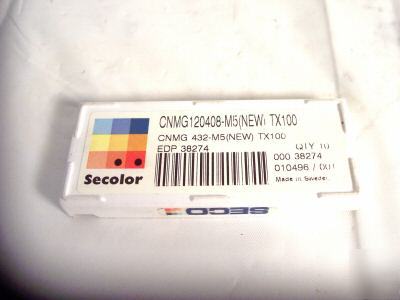 CNMG120408-M5(NEW) TX100
CNMG 432-M5(NEW) TX100
EDP 38274
QTY 10
000 38274
010496 / 001
Made in Sweden
Secolor
SECO